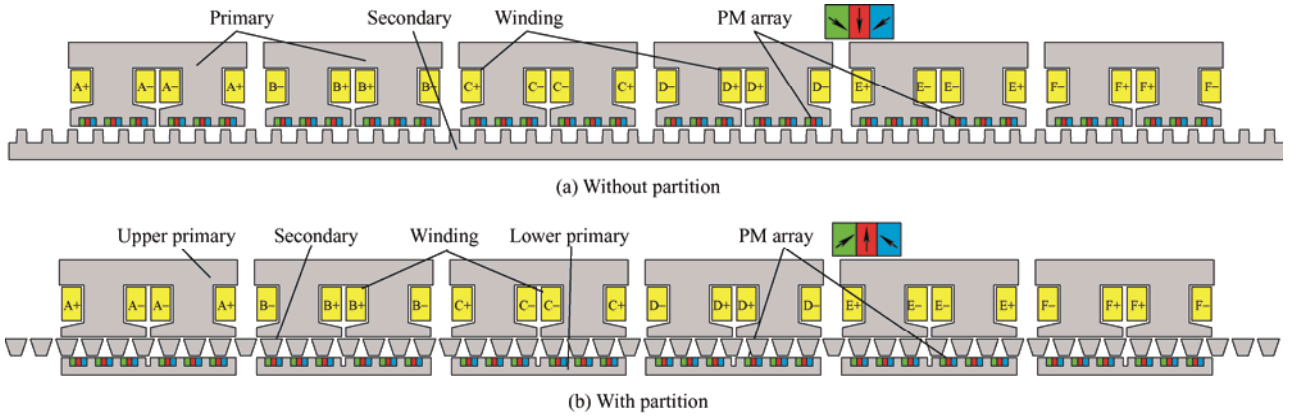 Primary Secondary Winding PM array
A+ A− A− A+ B− B+ B+ B− C+ C− C− C+ D− D+ D+ D− E+ E− E− E+ F− F+ F+ F−
(a) Without partition
Upper primary Secondary Winding Lower primary PM array
A+ A− A− A+ B− B+ B+ B− C+ C− C− C+ D− D+ D+ D− E+ E− E− E+ F− F+ F+ F−
(b) With partition